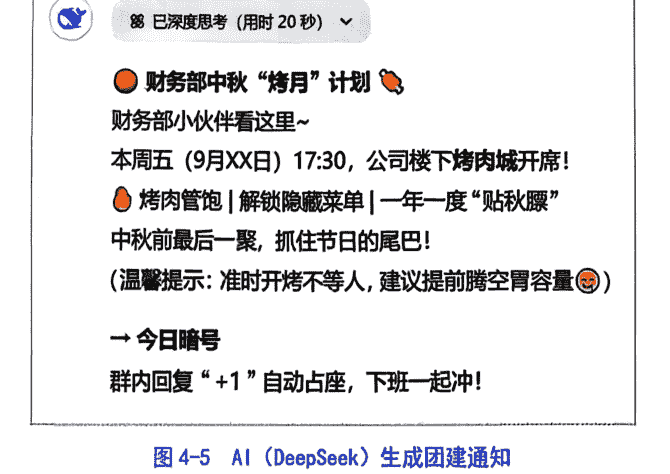 已深度思考（用时 20 秒）
财务部中秋“烤月”计划
财务部小伙伴看这里~
本周五（9月XX日）17:30，公司楼下烤肉城开席！
烤肉管饱 | 解锁隐藏菜单 | 一年一度“贴秋膘”
中秋前最后一聚，抓住节日的尾巴！
（温馨提示：准时开烤不等人，建议提前腾空胃容量）
→ 今日暗号
群内回复“+1”自动占座，下班一起冲！
图 4-5 AI（DeepSeek）生成团建通知